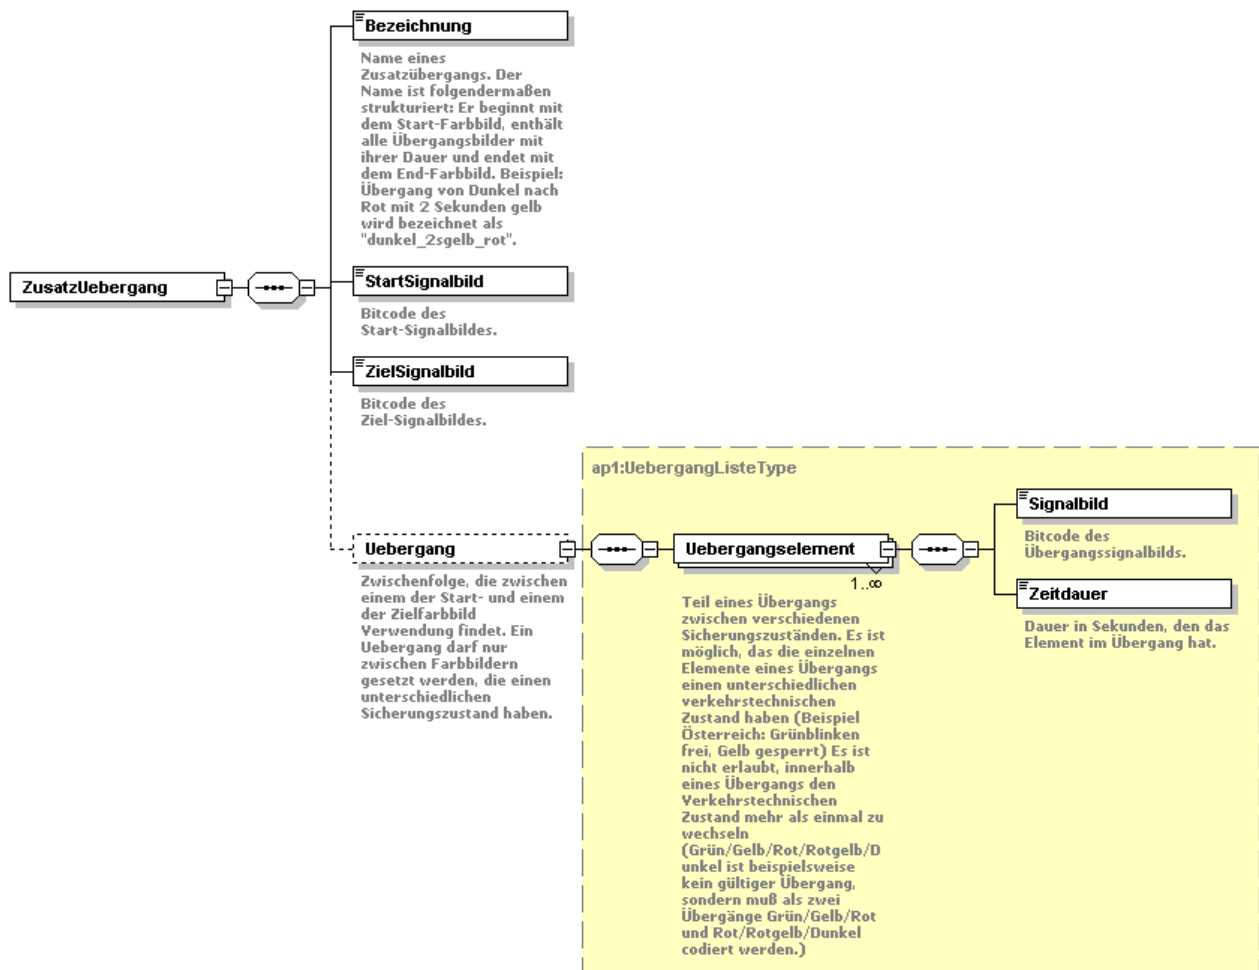 Bezeichnung
Name eines
Zusatzübergangs. Der
Name ist folgendermaßen
strukturiert: Er beginnt mit
dem Start-Farbbild, enthält
alle Übergangsbilder mit
ihrer Dauer und endet mit
dem End-Farbbild. Beispiel:
Übergang von Dunkel nach
Rot mit 2 Sekunden gelb
wird bezeichnet als
"dunkel_2sgelb_rot".
ZusatzUebergang
StartSignalbild
Bitcode des
Start-Signalbildes.
ZielSignalbild
Bitcode des
Ziel-Signalbildes.
ap1:UebergangListeType
Uebergang
Zwischenfolge, die zwischen
einem der Start- und einem
der Zielfarbbild
Verwendung findet. Ein
Uebergang darf nur
zwischen Farbbildern
gesetzt werden, die einen
unterschiedlichen
Sicherungszustand haben.
Uebergangselement
1..∞
Teil eines Übergangs
zwischen verschiedenen
Sicherungszuständen. Es ist
möglich, das die einzelnen
Elemente eines Übergangs
einen unterschiedlichen
verkehrstechnischen
Zustand haben (Beispiel
Österreich: Grünblinken
frei, Gelb gesperrt) Es ist
nicht erlaubt, innerhalb
eines Übergangs den
Verkehrstechnischen
Zustand mehr als einmal zu
wechseln
(Grün/Gelb/Rot/Rotgelb/D
unkel ist beispielsweise
kein gültiger Übergang,
sondern muß als zwei
Übergänge Grün/Gelb/Rot
und Rot/Rotgelb/Dunkel
codiert werden.)
Signalbild
Bitcode des
Übergangssignalbilds.
Zeitdauer
Dauer in Sekunden, den das
Element im Übergang hat.